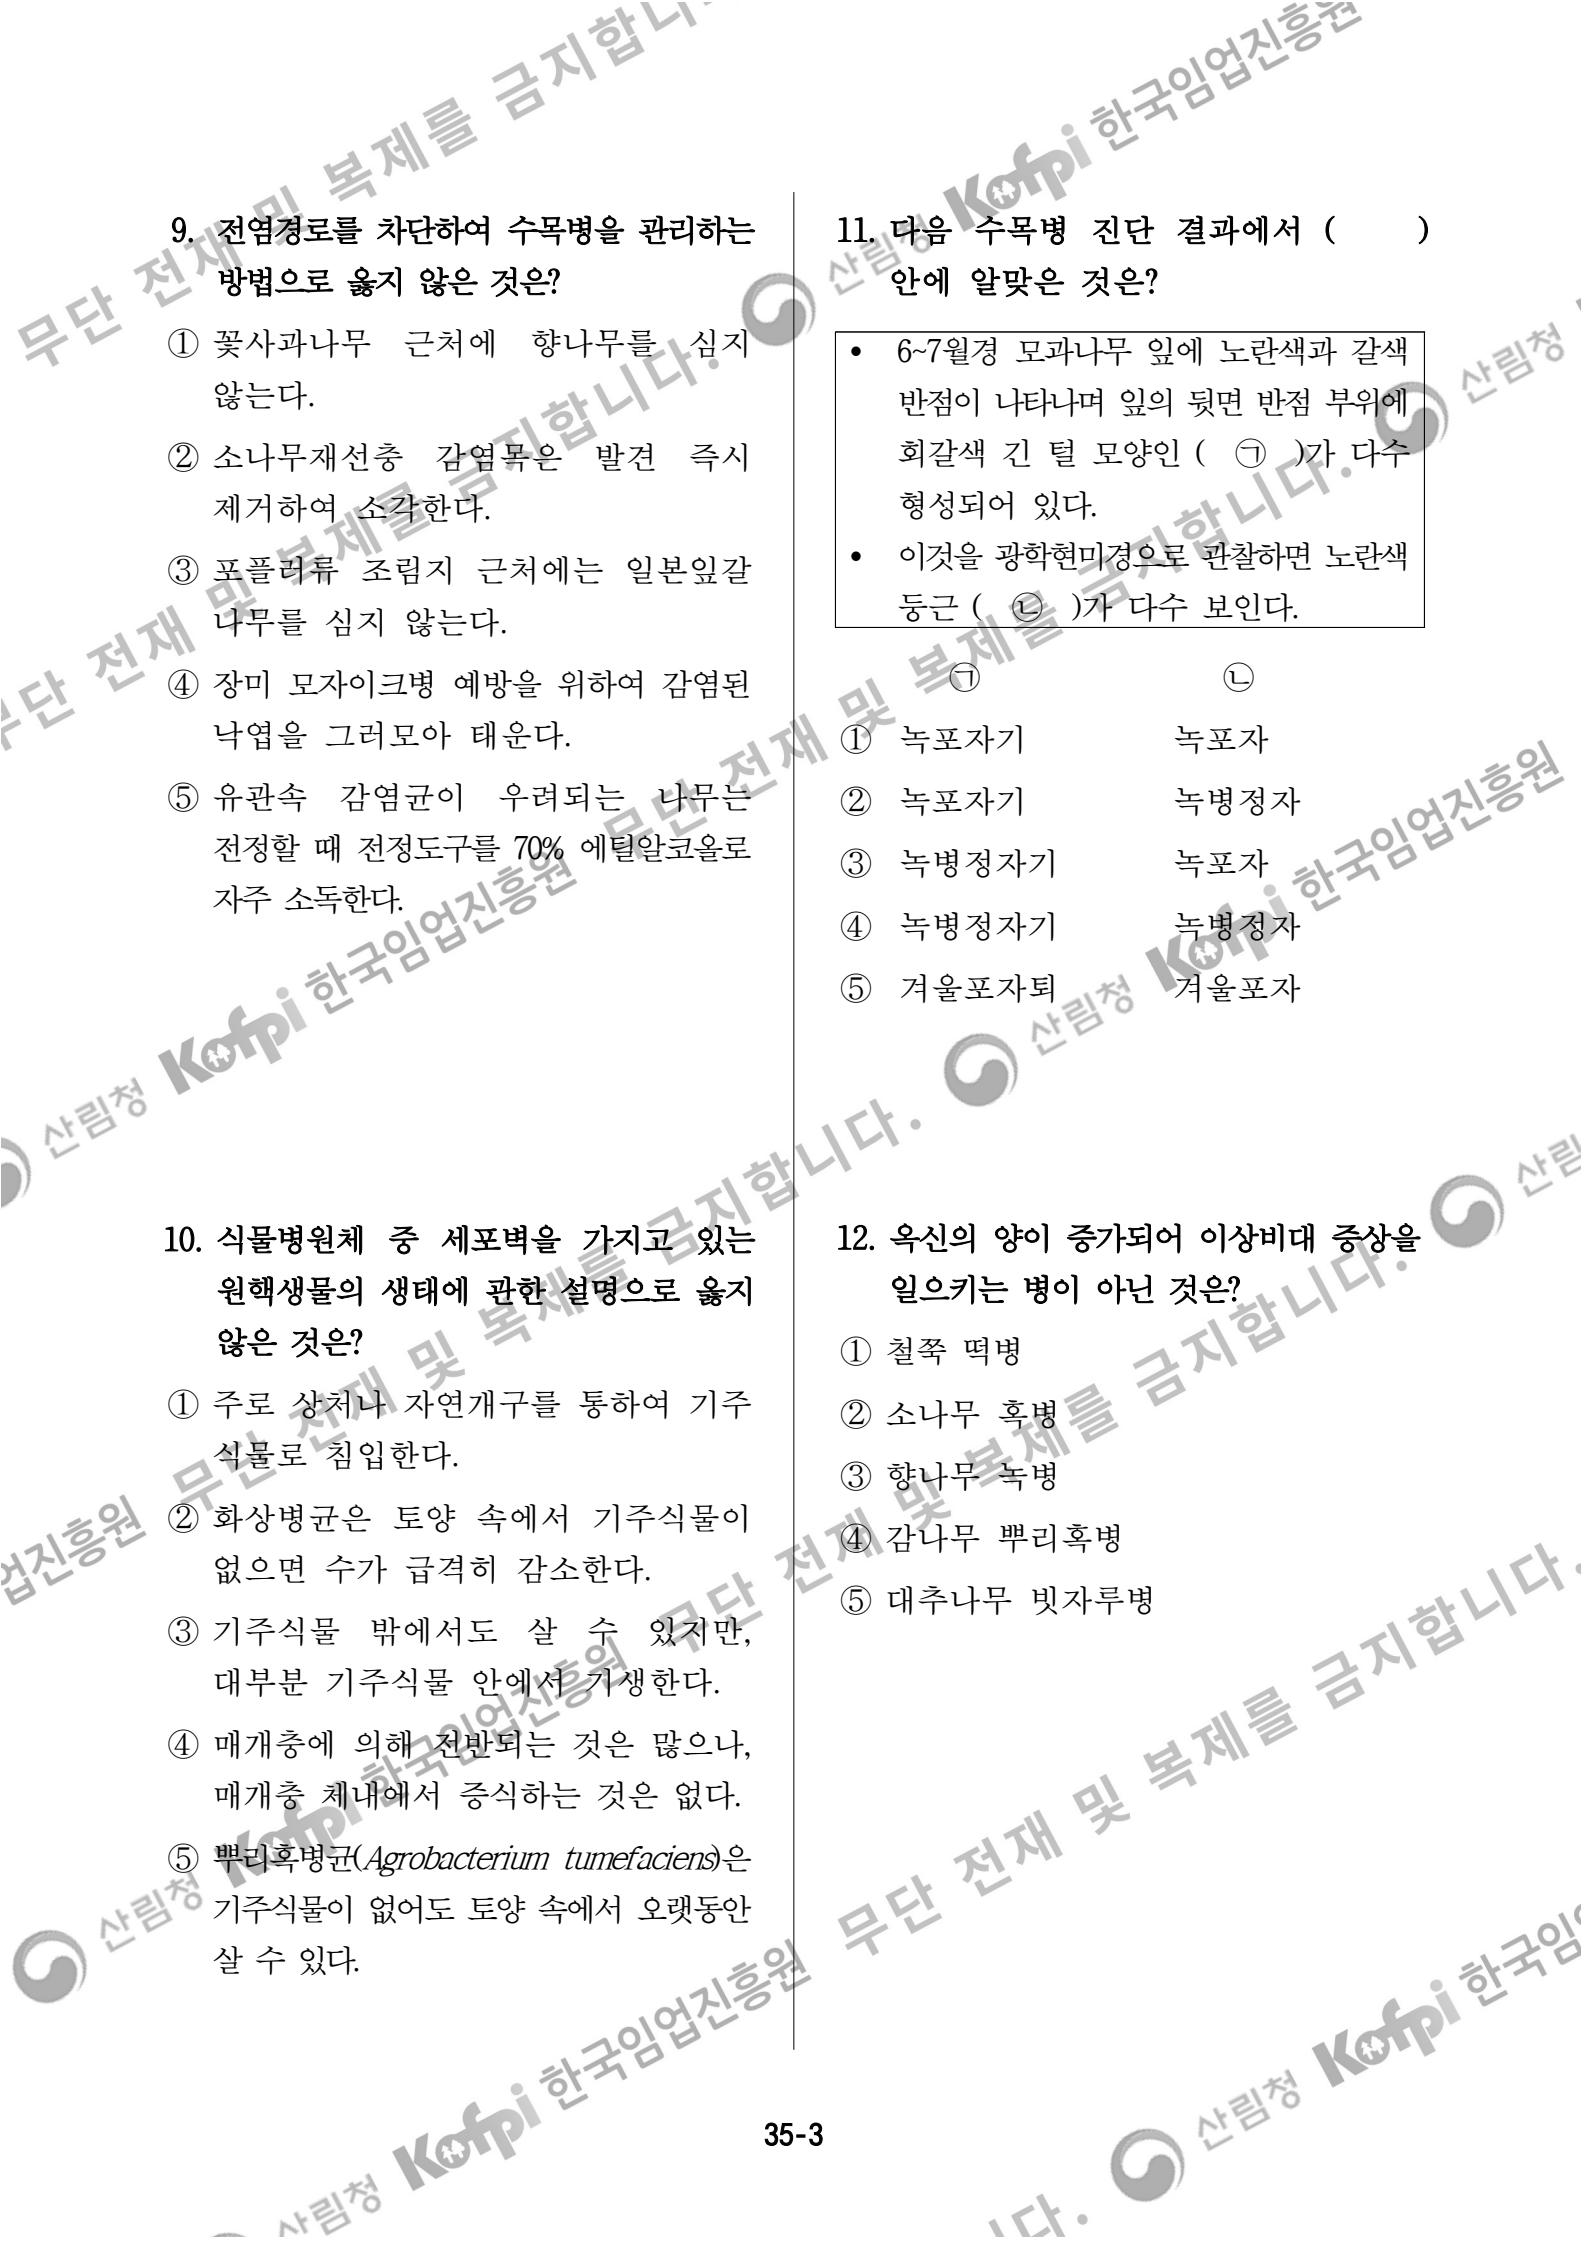 9. 전염경로를 차단하여 수목병을 관리하는
방법으로 옳지 않은 것은?
① 꽃사과나무 근처에 향나무를 심지
않는다.
② 소나무재선충 감염목은 발견 즉시
제거하여 소각한다.
③ 포플러류 조림지 근처에는 일본잎갈
나무를 심지 않는다.
④ 장미 모자이크병 예방을 위하여 감염된
낙엽을 그러모아 태운다.
⑤ 유관속 감염균이 우려되는 나무는
전정할 때 전정도구를 70% 에틸알코올로
자주 소독한다.
10. 식물병원체 중 세포벽을 가지고 있는
원핵생물의 생태에 관한 설명으로 옳지
않은 것은?
① 주로 상처나 자연개구를 통하여 기주
식물로 침입한다.
② 화상병균은 토양 속에서 기주식물이
없으면 수가 급격히 감소한다.
③ 기주식물 밖에서도 살 수 있지만,
대부분 기주식물 안에서 기생한다.
④ 매개충에 의해 전반되는 것은 많으나,
매개충 체내에서 증식하는 것은 없다.
⑤ 뿌리혹병균(Agrobacterium tumefaciens)은
기주식물이 없어도 토양 속에서 오랫동안
살 수 있다.
11. 다음 수목병 진단 결과에서 ( )
안에 알맞은 것은?
• 6~7월경 모과나무 잎에 노란색과 갈색
반점이 나타나며 잎의 뒷면 반점 부위에
회갈색 긴 털 모양인 ( ㉠ )가 다수
형성되어 있다.
• 이것을 광학현미경으로 관찰하면 노란색
둥근 ( ㉡ )가 다수 보인다.
㉠ ㉡
① 녹포자기 녹포자
② 녹포자기 녹병정자
③ 녹병정자기 녹포자
④ 녹병정자기 녹병정자
⑤ 겨울포자퇴 겨울포자
12. 옥신의 양이 증가되어 이상비대 증상을
일으키는 병이 아닌 것은?
① 철쭉 떡병
② 소나무 혹병
③ 향나무 녹병
④ 감나무 뿌리혹병
⑤ 대추나무 빗자루병
35-3
무단 전재 및 복제를 금지합니다.
산림청 Kofpi 한국임업진흥원